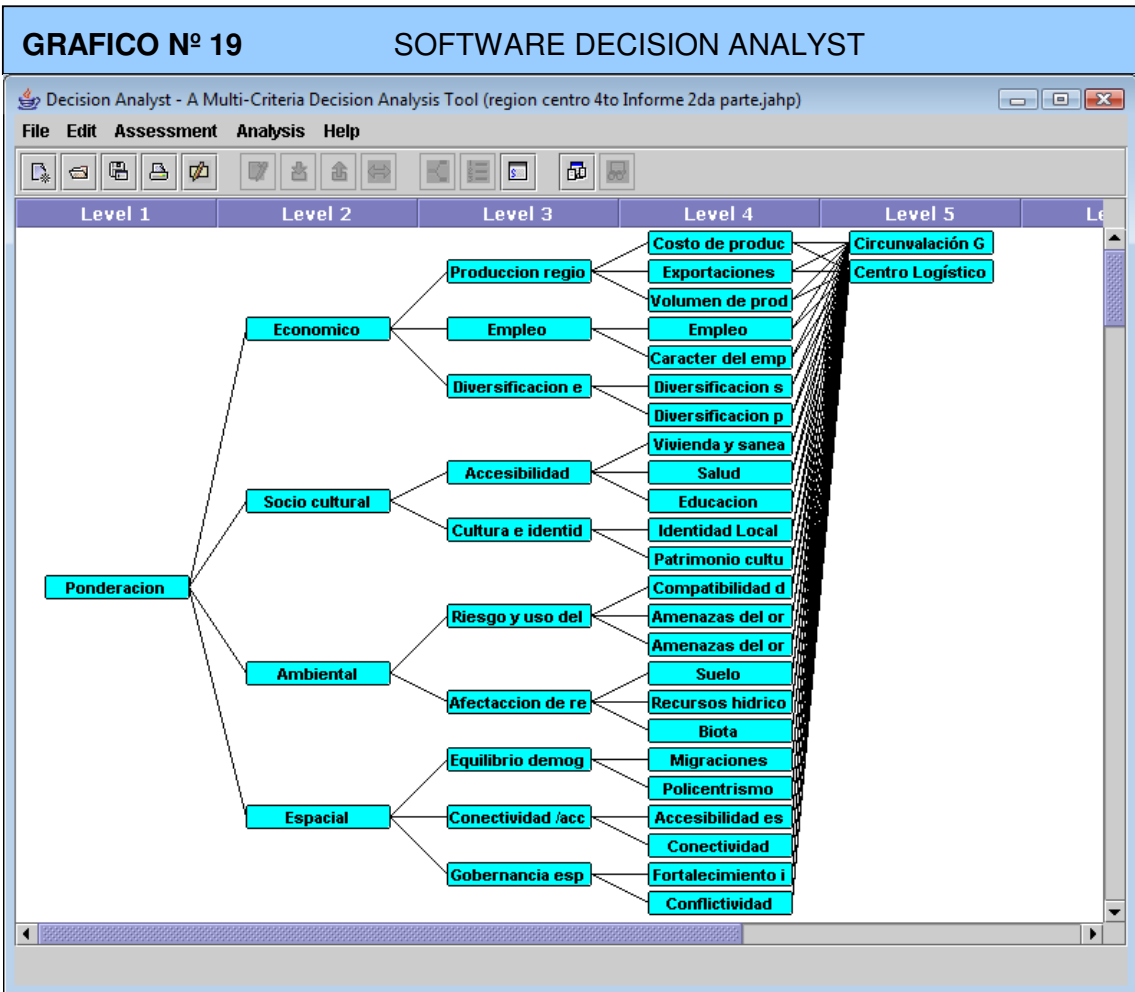 GRAFICO Nº 19 SOFTWARE DECISION ANALYST
Decision Analyst - A Multi-Criteria Decision Analysis Tool (region centro 4to Informe 2da parte.jahp)
File Edit Assessment Analysis Help
Level 1 Level 2 Level 3 Level 4 Level 5 Le
Costo de produc Circunvalación G
Produccion regio Exportaciones Centro Logístico
Volumen de prod
Economico Empleo Empleo
Caracter del emp
Diversificacion e Diversificacion s
Diversificacion p
Vivienda y sanea
Accesibilidad Salud
Socio cultural Educacion
Cultura e identid Identidad Local
Patrimonio cultu
Ponderacion Compatibilidad d
Riesgo y uso del Amenazas del or
Amenazas del or
Ambiental Suelo
Afectaccion de re Recursos hidrico
Biota
Equilibrio demog Migraciones
Policentrismo
Espacial Conectividad /acc Accesibilidad es
Conectividad
Gobernancia esp Fortalecimiento i
Conflictividad